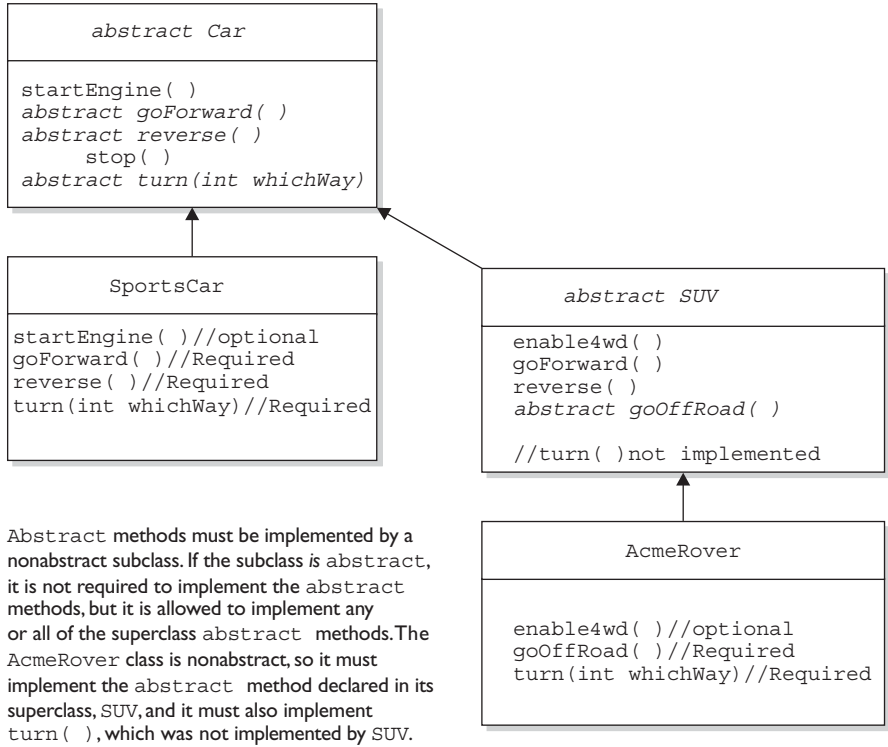 abstract Car
startEngine( )
abstract goForward( )
abstract reverse( )
stop( )
abstract turn(int whichWay)
SportsCar
startEngine( )//optional
goForward( )//Required
reverse( )//Required
turn(int whichWay)//Required
abstract SUV
enable4wd( )
goForward( )
reverse( )
abstract goOffRoad( )
//turn( )not implemented
AcmeRover
enable4wd( )//optional
goOffRoad( )//Required
turn(int whichWay)//Required
Abstract methods must be implemented by a
nonabstract subclass. If the subclass is abstract,
it is not required to implement the abstract
methods, but it is allowed to implement any
or all of the superclass abstract methods. The
AcmeRover class is nonabstract, so it must
implement the abstract method declared in its
superclass, SUV, and it must also implement
turn( ), which was not implemented by SUV.